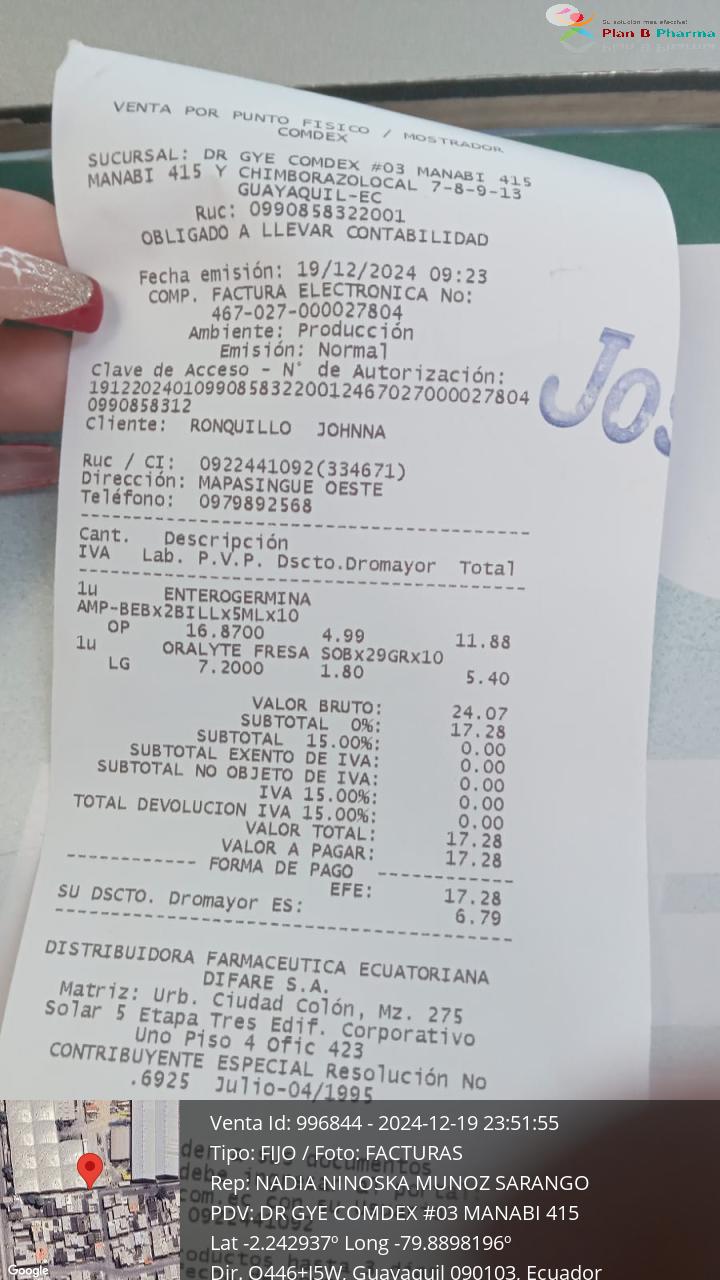 Su solución más efectiva!
Plan B Pharma
VENTA POR PUNTO FISICO / MOSTRADOR
COMDEX
SUCURSAL: DR GYE COMDEX #03 MANABI 415
MANABI 415 Y CHIMBORAZOLOCAL 7-8-9-13
GUAYAQUIL-EC
Ruc: 0990858322001
OBLIGADO A LLEVAR CONTABILIDAD
Fecha emisión: 19/12/2024 09:23
COMP. FACTURA ELECTRONICA No:
467-027-000027804
Ambiente: Producción
Emisión: Normal
Clave de Acceso - N° de Autorización:
191220240109908583220012467027000027804
0990858312
Cliente: RONQUILLO JOHNNA
Jos
Ruc / CI: 0922441092(334671)
Dirección: MAPASINGUE OESTE
Teléfono: 0979892568
Cant. Descripción
IVA Lab. P.V.P. Dscto.Dromayor Total
1u ENTEROGERMINA
AMP-BEBx2BILLx5MLx10
OP 16.8700 4.99 11.88
1u ORALYTE FRESA SOBx29GRx10
LG 7.2000 1.80 5.40
VALOR BRUTO: 24.07
SUBTOTAL 0%: 17.28
SUBTOTAL 15.00%: 0.00
SUBTOTAL EXENTO DE IVA: 0.00
SUBTOTAL NO OBJETO DE IVA: 0.00
IVA 15.00%: 0.00
TOTAL DEVOLUCION IVA 15.00%: 0.00
VALOR TOTAL: 17.28
VALOR A PAGAR: 17.28
------------ FORMA DE PAGO ------------
EFE: 17.28
SU DSCTO. Dromayor ES: 6.79
DISTRIBUIDORA FARMACEUTICA ECUATORIANA
DIFARE S.A.
Matriz: Urb. Ciudad Colón, Mz. 275
Solar 5 Etapa Tres Edif. Corporativo
Uno Piso 4 Ofic 423
CONTRIBUYENTE ESPECIAL Resolución No
.6925 Julio-04/1995
Venta Id: 996844 - 2024-12-19 23:51:55
Tipo: FIJO / Foto: FACTURAS
Rep: NADIA NINOSKA MUNOZ SARANGO
PDV: DR GYE COMDEX #03 MANABI 415
Lat -2.242937º Long -79.8898196º
Dir. Q446+J5W, Guayaquil 090103, Ecuador
Google